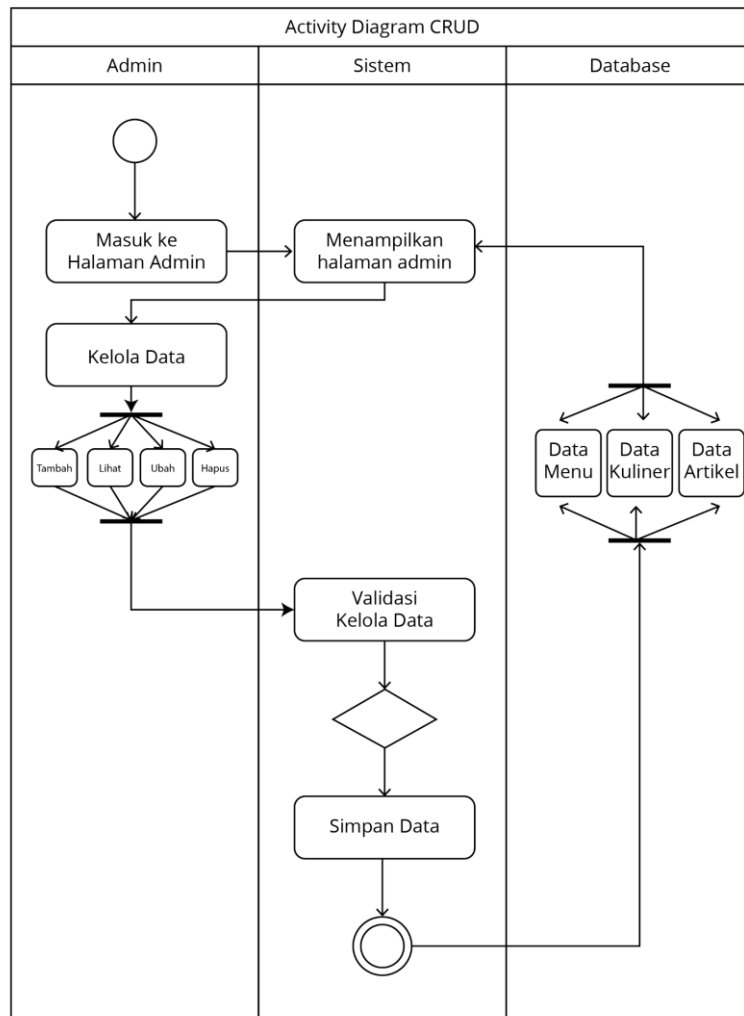 Activity Diagram CRUD
Admin
Sistem
Database
Masuk ke
Halaman Admin
Menampilkan
halaman admin
Kelola Data
Tambah
Lihat
Ubah
Hapus
Data
Menu
Data
Kuliner
Data
Artikel
Validasi
Kelola Data
Simpan Data